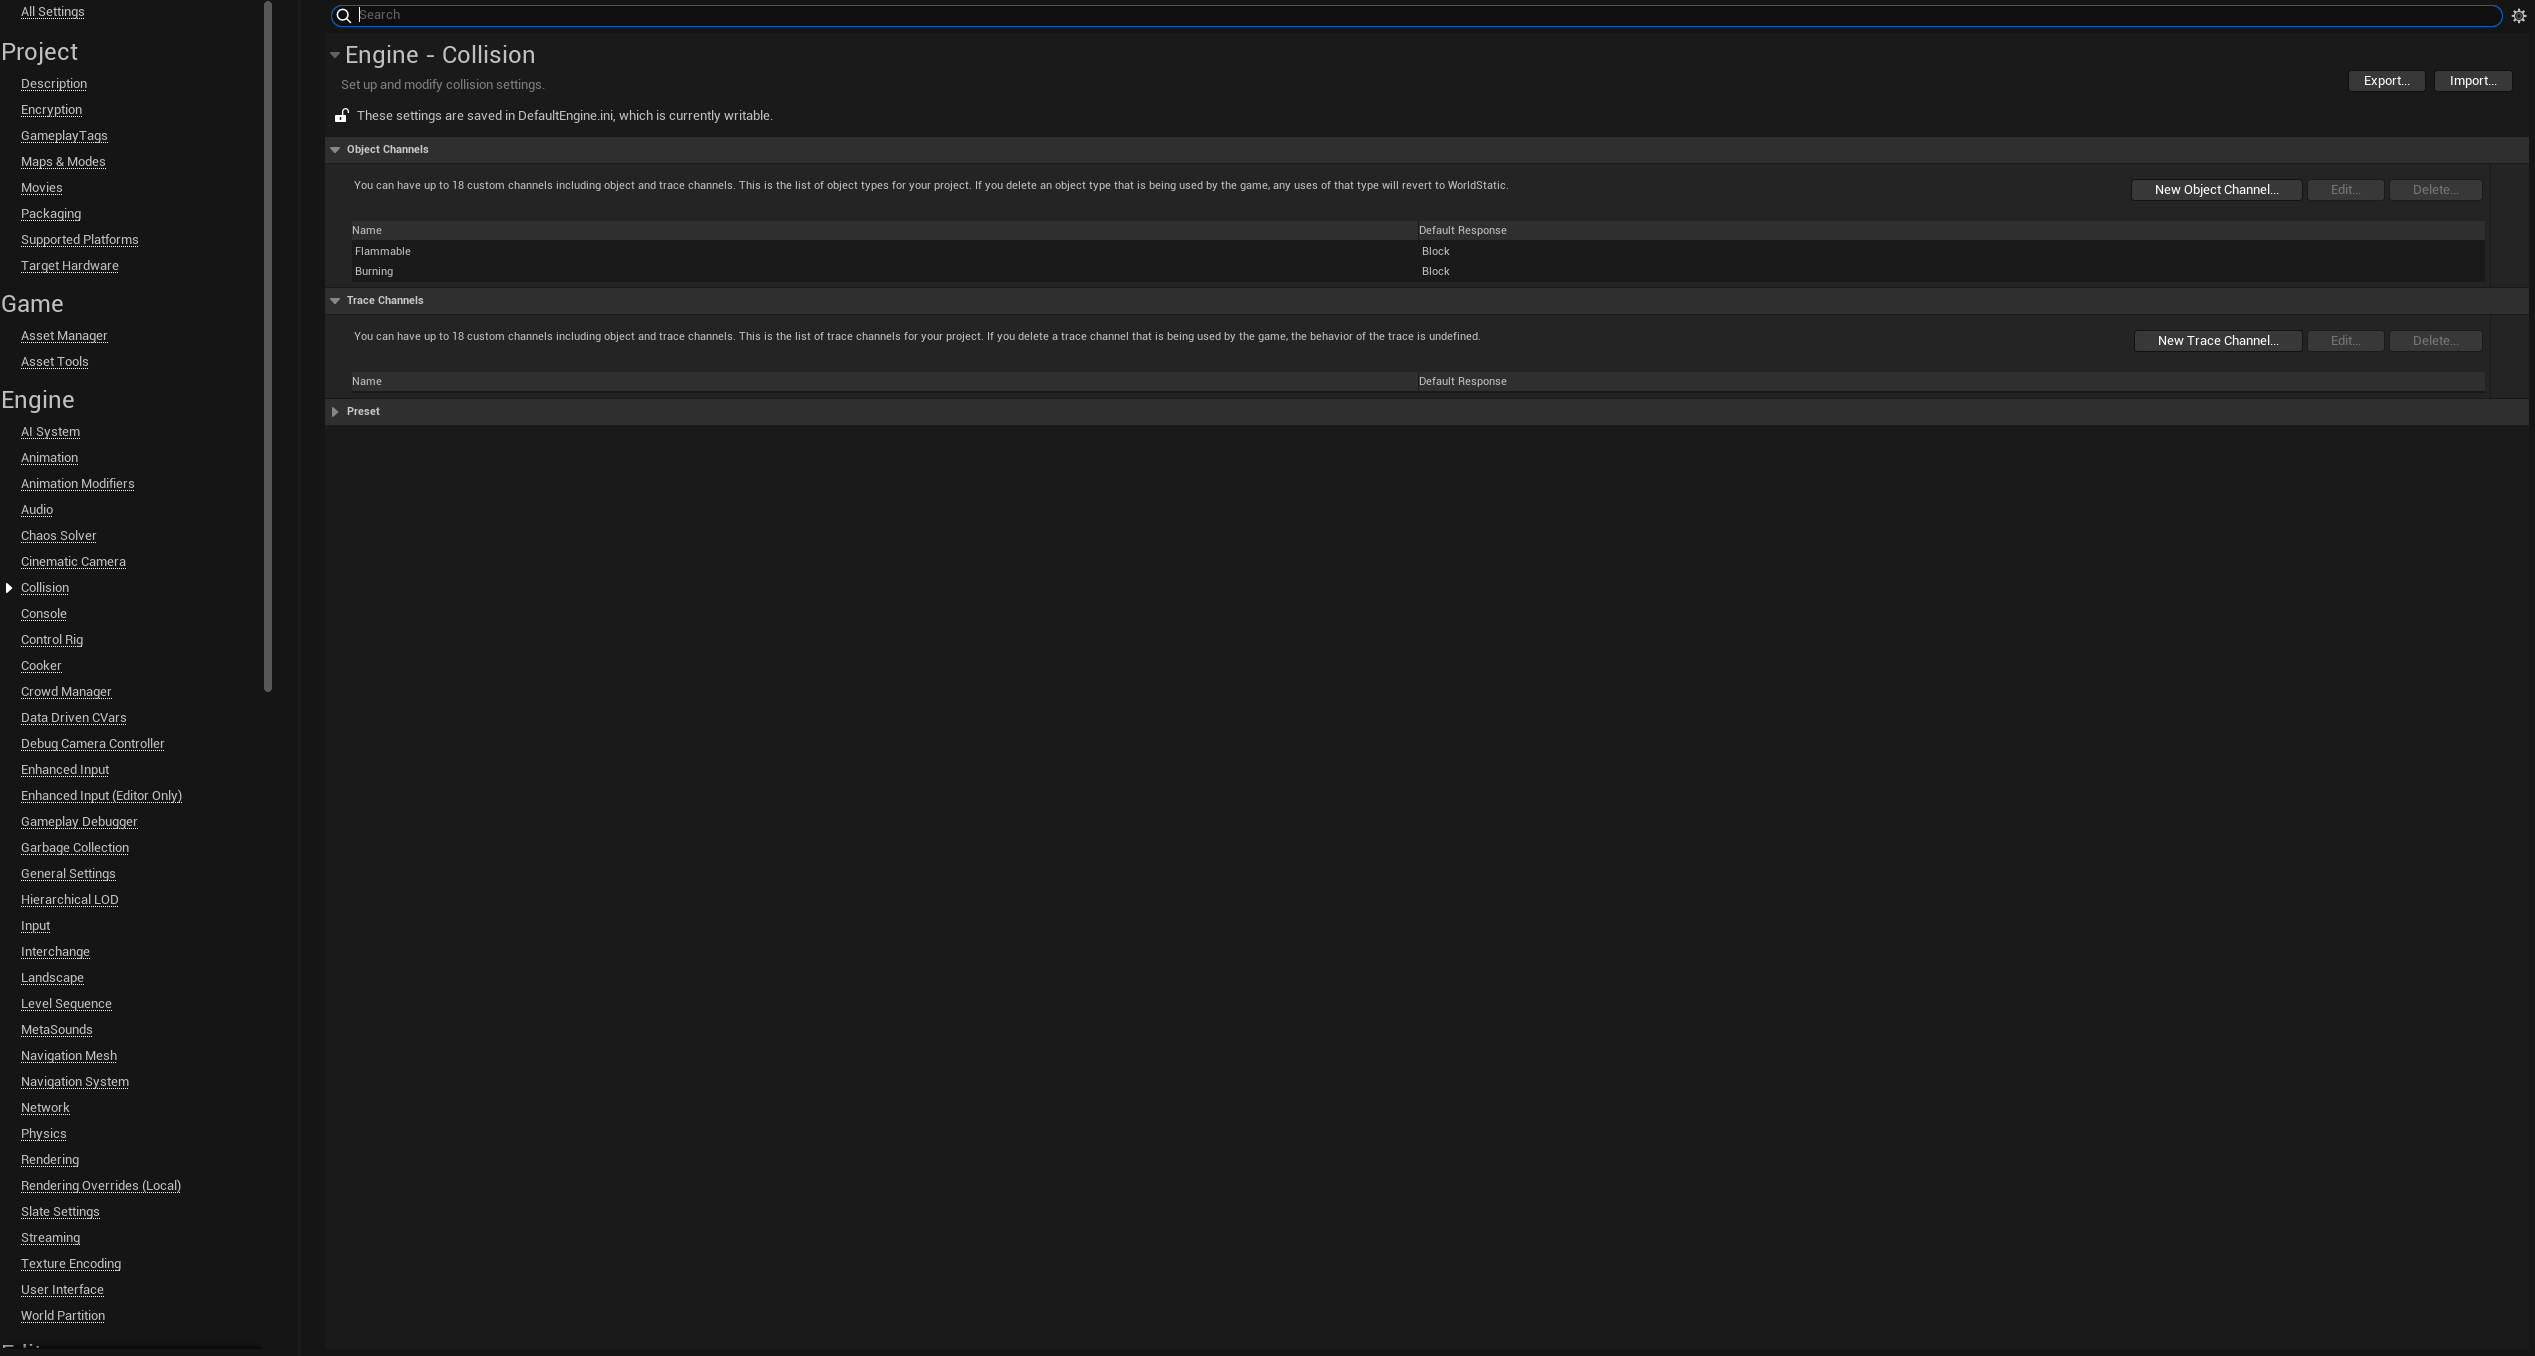 All Settings
Project
Description
Encryption
GameplayTags
Maps & Modes
Movies
Packaging
Supported Platforms
Target Hardware
Game
Asset Manager
Asset Tools
Engine
AI System
Animation
Animation Modifiers
Audio
Chaos Solver
Cinematic Camera
Collision
Console
Control Rig
Cooker
Crowd Manager
Data Driven CVars
Debug Camera Controller
Enhanced Input
Enhanced Input (Editor Only)
Gameplay Debugger
Garbage Collection
General Settings
Hierarchical LOD
Input
Interchange
Landscape
Level Sequence
MetaSounds
Navigation Mesh
Navigation System
Network
Physics
Rendering
Rendering Overrides (Local)
Slate Settings
Streaming
Texture Encoding
User Interface
World Partition
Search
Engine - Collision
Set up and modify collision settings.
Export... Import...
These settings are saved in DefaultEngine.ini, which is currently writable.
Object Channels
You can have up to 18 custom channels including object and trace channels. This is the list of object types for your project. If you delete an object type that is being used by the game, any uses of that type will revert to WorldStatic.
New Object Channel... Edit... Delete...
Name Default Response
Flammable Block
Burning Block
Trace Channels
You can have up to 18 custom channels including object and trace channels. This is the list of trace channels for your project. If you delete a trace channel that is being used by the game, the behavior of the trace is undefined.
New Trace Channel... Edit... Delete...
Name Default Response
Preset